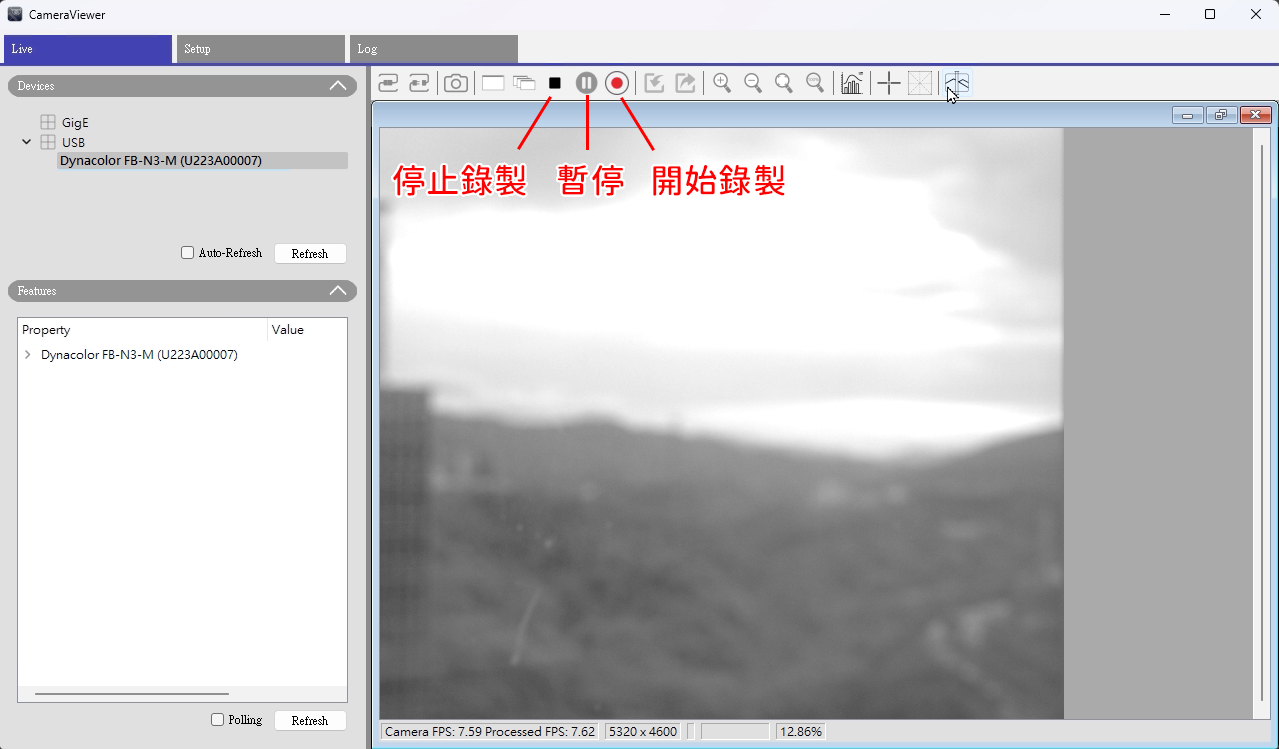 CameraViewer
Live
Setup
Log
Devices
GigE
USB
Dynacolor FB-N3-M (U223A00007)
Auto-Refresh
Refresh
Features
Property
Value
Dynacolor FB-N3-M (U223A00007)
Polling
Refresh
停止錄製
暫停
開始錄製
Camera FPS: 7.59 Processed FPS: 7.62
5320 x 4600
12.86%